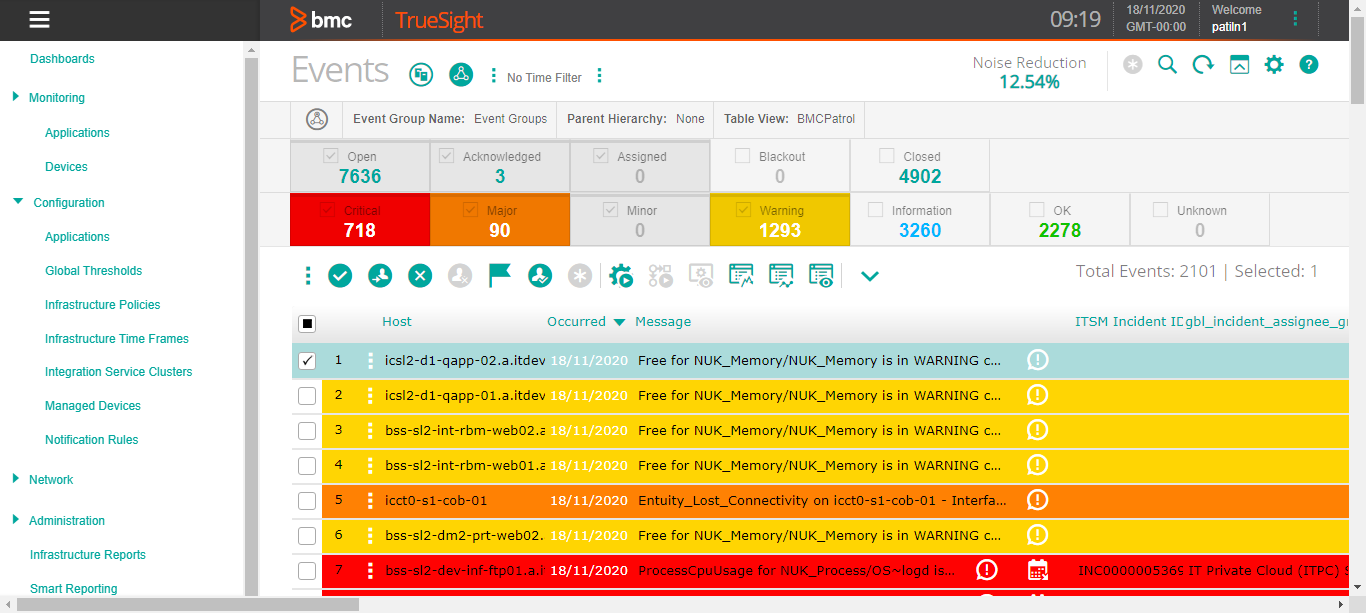 bmc TrueSight 09:19 18/11/2020 GMT-00:00 Welcome patiln1
Dashboards
Monitoring
Applications
Devices
Configuration
Applications
Global Thresholds
Infrastructure Policies
Infrastructure Time Frames
Integration Service Clusters
Managed Devices
Notification Rules
Network
Administration
Infrastructure Reports
Smart Reporting
Events No Time Filter Noise Reduction 12.54%
Event Group Name: Event Groups Parent Hierarchy: None Table View: BMCPatrol
Open Acknowledged Assigned Blackout Closed
7636 3 0 0 4902
Critical Major Minor Warning Information OK Unknown
718 90 0 1293 3260 2278 0
Total Events: 2101 | Selected: 1
Host Occurred Message ITSM Incident ID gbl_incident_assignee_gr
1 icsl2-d1-qapp-02.a.itdev 18/11/2020 Free for NUK_Memory/NUK_Memory is in WARNING c...
2 icsl2-d1-qapp-01.a.itdev 18/11/2020 Free for NUK_Memory/NUK_Memory is in WARNING c...
3 bss-sl2-int-rbm-web02.a 18/11/2020 Free for NUK_Memory/NUK_Memory is in WARNING c...
4 bss-sl2-int-rbm-web01.a 18/11/2020 Free for NUK_Memory/NUK_Memory is in WARNING c...
5 icct0-s1-cob-01 18/11/2020 Entuity_Lost_Connectivity on icct0-s1-cob-01 - Interfa...
6 bss-sl2-dm2-prt-web02. 18/11/2020 Free for NUK_Memory/NUK_Memory is in WARNING c...
7 bss-sl2-dev-inf-ftp01.a.i 18/11/2020 ProcessCpuUsage for NUK_Process/OS~logd is... INC0000005369 IT Private Cloud (ITPC) S